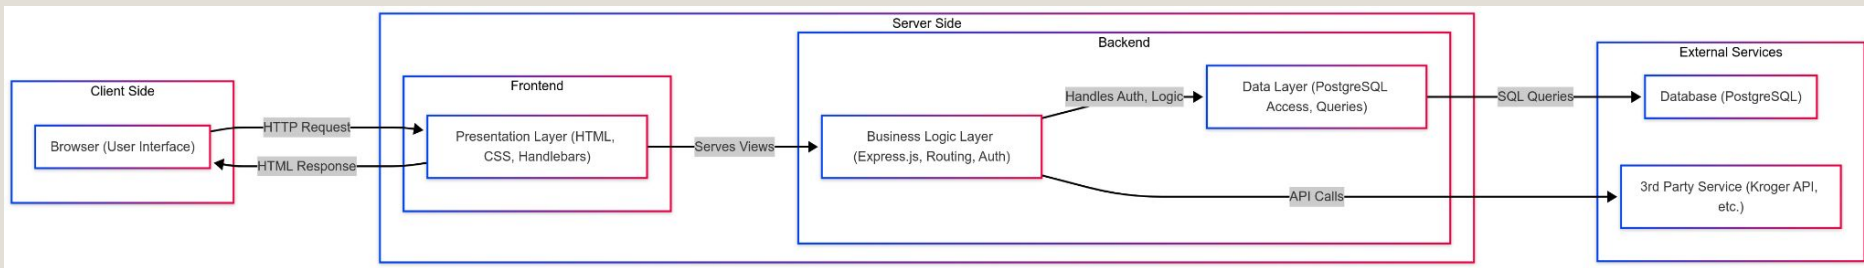 Server Side
Backend
External Services
Client Side
Frontend
Handles Auth, Logic
Data Layer (PostgreSQL
Access, Queries)
SQL Queries
Database (PostgreSQL)
Browser (User Interface)
HTTP Request
HTML Response
Presentation Layer (HTML,
CSS, Handlebars)
Serves Views
Business Logic Layer
(Express.js, Routing, Auth)
API Calls
3rd Party Service (Kroger API,
etc.)